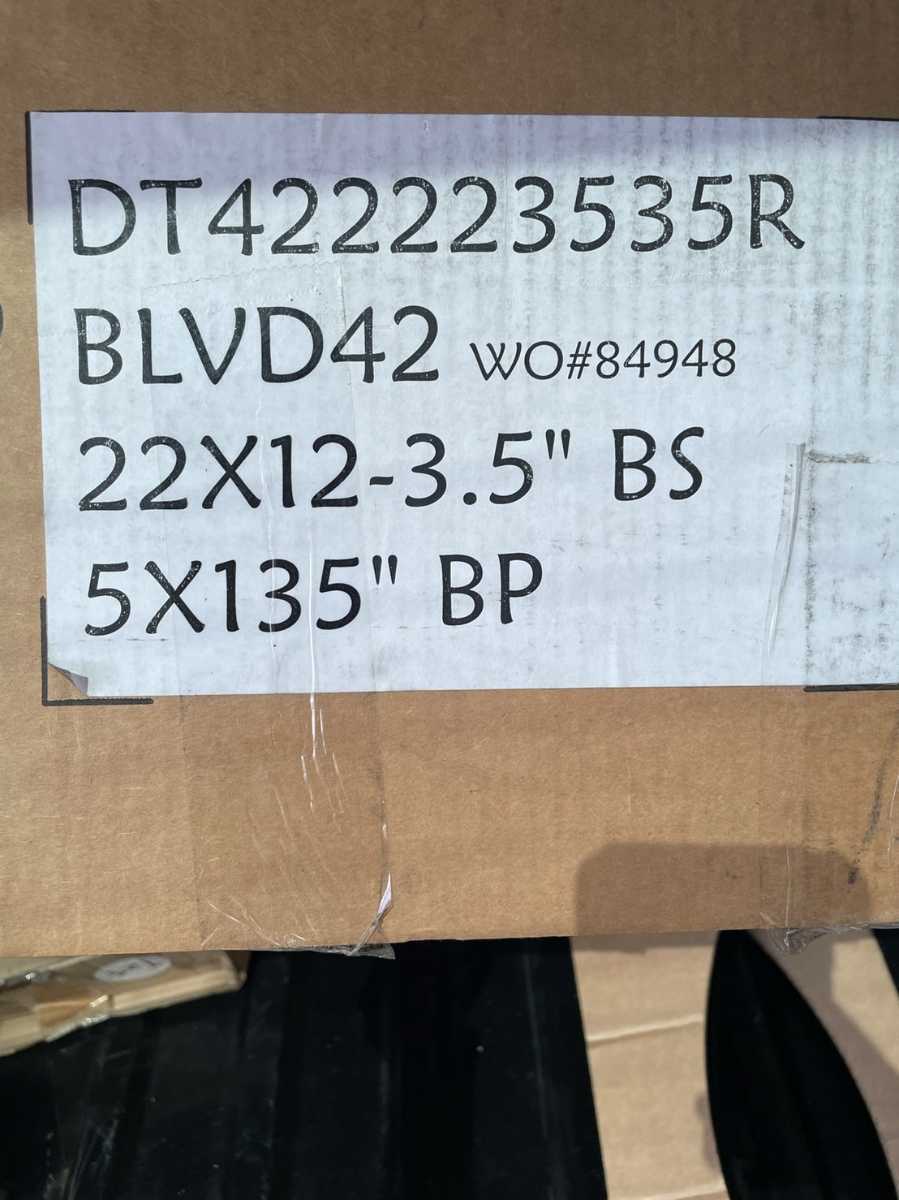 DT422223535R
BLVD42 WO#84948
22X12-3.5" BS
5X135" BP